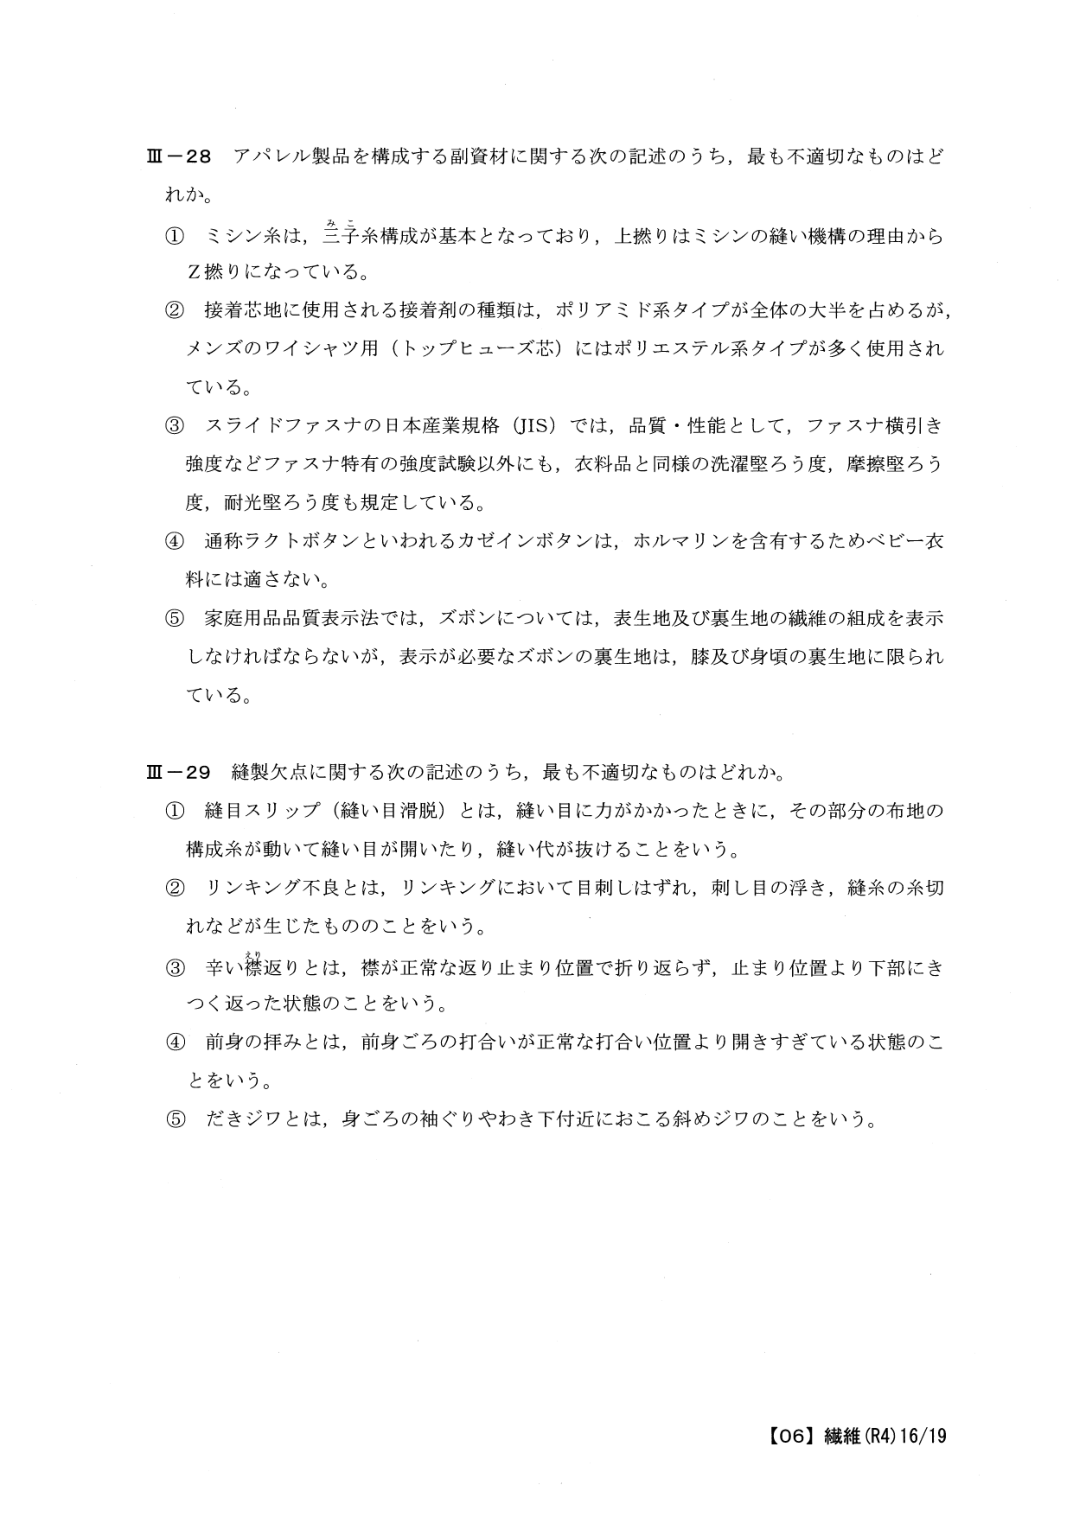 Ⅲ－28　アパレル製品を構成する副資材に関する次の記述のうち，最も不適切なものはど
れか。
①　ミシン糸は，三子糸構成が基本となっており，上撚りはミシンの縫い機構の理由から
Ｚ撚りになっている。
②　接着芯地に使用される接着剤の種類は，ポリアミド系タイプが全体の大半を占めるが，
メンズのワイシャツ用（トップヒューズ芯）にはポリエステル系タイプが多く使用され
ている。
③　スライドファスナの日本産業規格（JIS）では，品質・性能として，ファスナ横引き
強度などファスナ特有の強度試験以外にも，衣料品と同様の洗濯堅ろう度，摩擦堅ろう
度，耐光堅ろう度も規定している。
④　通称ラクトボタンといわれるカゼインボタンは，ホルマリンを含有するためベビー衣
料には適さない。
⑤　家庭用品品質表示法では，ズボンについては，表生地及び裏生地の繊維の組成を表示
しなければならないが，表示が必要なズボンの裏生地は，膝及び身頃の裏生地に限られ
ている。
Ⅲ－29　縫製欠点に関する次の記述のうち，最も不適切なものはどれか。
①　縫目スリップ（縫い目滑脱）とは，縫い目に力がかかったときに，その部分の布地の
構成糸が動いて縫い目が開いたり，縫い代が抜けることをいう。
②　リンキング不良とは，リンキングにおいて目刺しはずれ，刺し目の浮き，縫糸の糸切
れなどが生じたもののことをいう。
③　辛い襟返りとは，襟が正常な返り止まり位置で折り返らず，止まり位置より下部にき
つく返った状態のことをいう。
④　前身の拝みとは，前身ごろの打合いが正常な打合い位置より開きすぎている状態のこ
とをいう。
⑤　だきジワとは，身ごろの袖ぐりやわき下付近におこる斜めジワのことをいう。
【06】繊維(R4)16/19